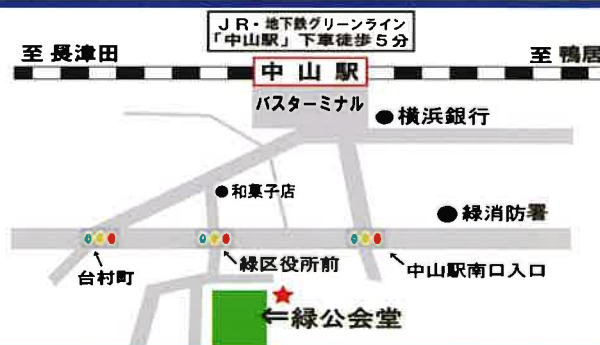 JR・地下鉄グリーンライン
「中山駅」下車徒歩5分
至 長津田
至 鴨居
中山駅
バスターミナル
横浜銀行
和菓子店
緑消防署
台村町
緑区役所前
中山駅南口入口
緑公会堂